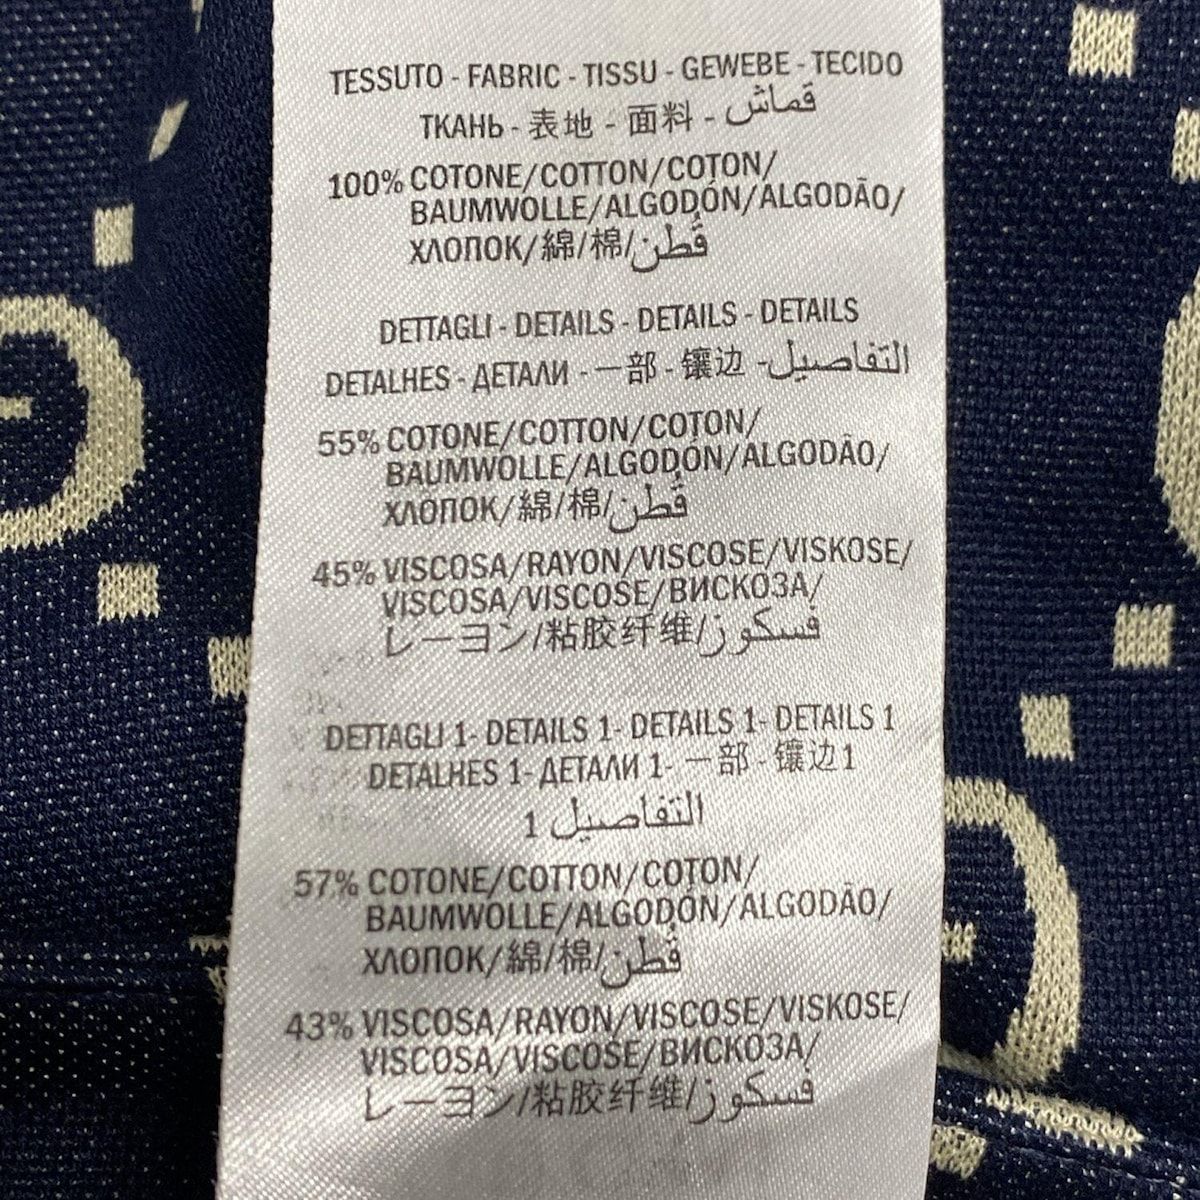 TESSUTO - FABRIC - TISSU - GEWEBE - TECIDO
ТКАНЬ - 表地 - 面料 - قماش
100% COTONE/COTTON/COTON/
BAUMWOLLE/ALGODÓN/ALGODÃO/
ХЛОПОК/綿/棉/قُطن
DETTAGLI - DETAILS - DETAILS - DETAILS
DETALHES - ДЕТАЛИ - 一部 - 镶边 - التفاصيل
55% COTONE/COTTON/COTON/
BAUMWOLLE/ALGODÓN/ALGODÃO/
ХЛОПОК/綿/棉/قُطن
45% VISCOSA/RAYON/VISCOSE/VISKOSE/
VISCOSA/VISCOSE/ВИСКОЗА/
レーヨン/粘胶纤维/فسكوز
DETTAGLI 1- DETAILS 1- DETAILS 1- DETAILS 1
DETALHES 1- ДЕТАЛИ 1- 一部 - 镶边1
التفاصيل 1
57% COTONE/COTTON/COTON/
BAUMWOLLE/ALGODÓN/ALGODÃO/
ХЛОПОК/綿/棉/قُطن
43% VISCOSA/RAYON/VISCOSE/VISKOSE/
VISCOSA/VISCOSE/ВИСКОЗА/
レーヨン/粘胶纤维/فسكوز